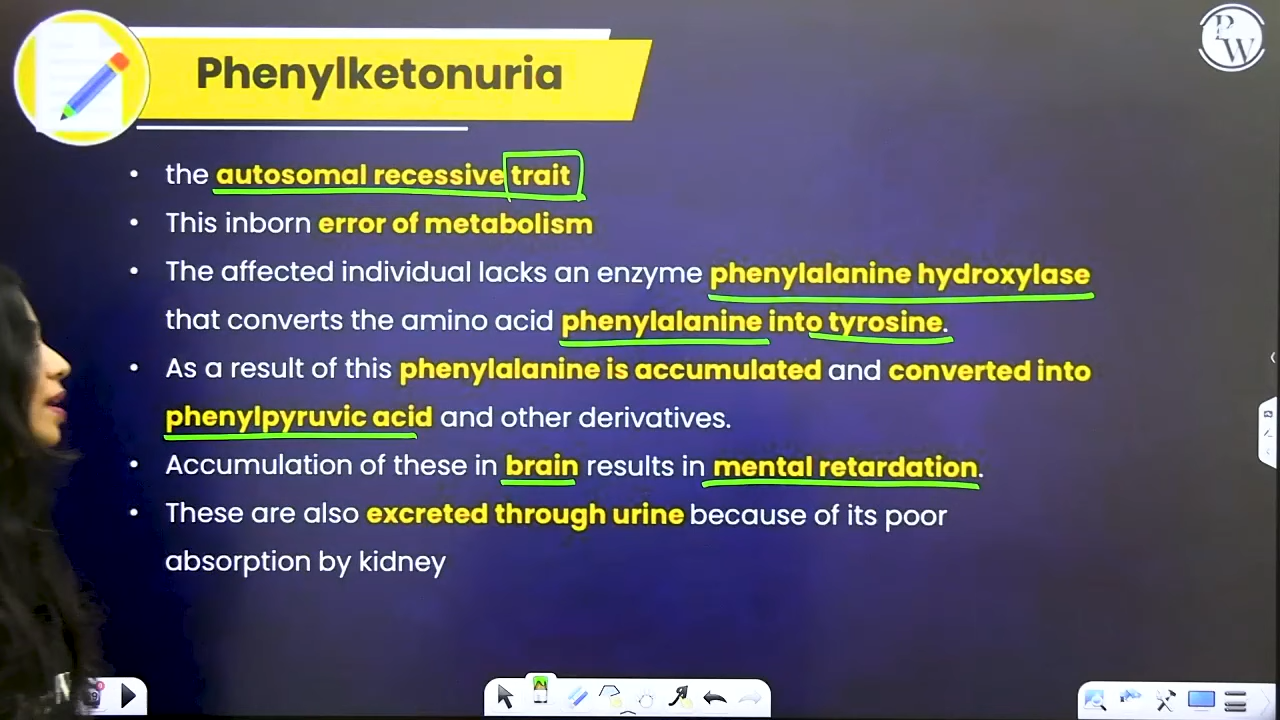 PW
Phenylketonuria
• the autosomal recessive trait
• This inborn error of metabolism
• The affected individual lacks an enzyme phenylalanine hydroxylase
that converts the amino acid phenylalanine into tyrosine.
• As a result of this phenylalanine is accumulated and converted into
phenylpyruvic acid and other derivatives.
• Accumulation of these in brain results in mental retardation.
• These are also excreted through urine because of its poor
absorption by kidney